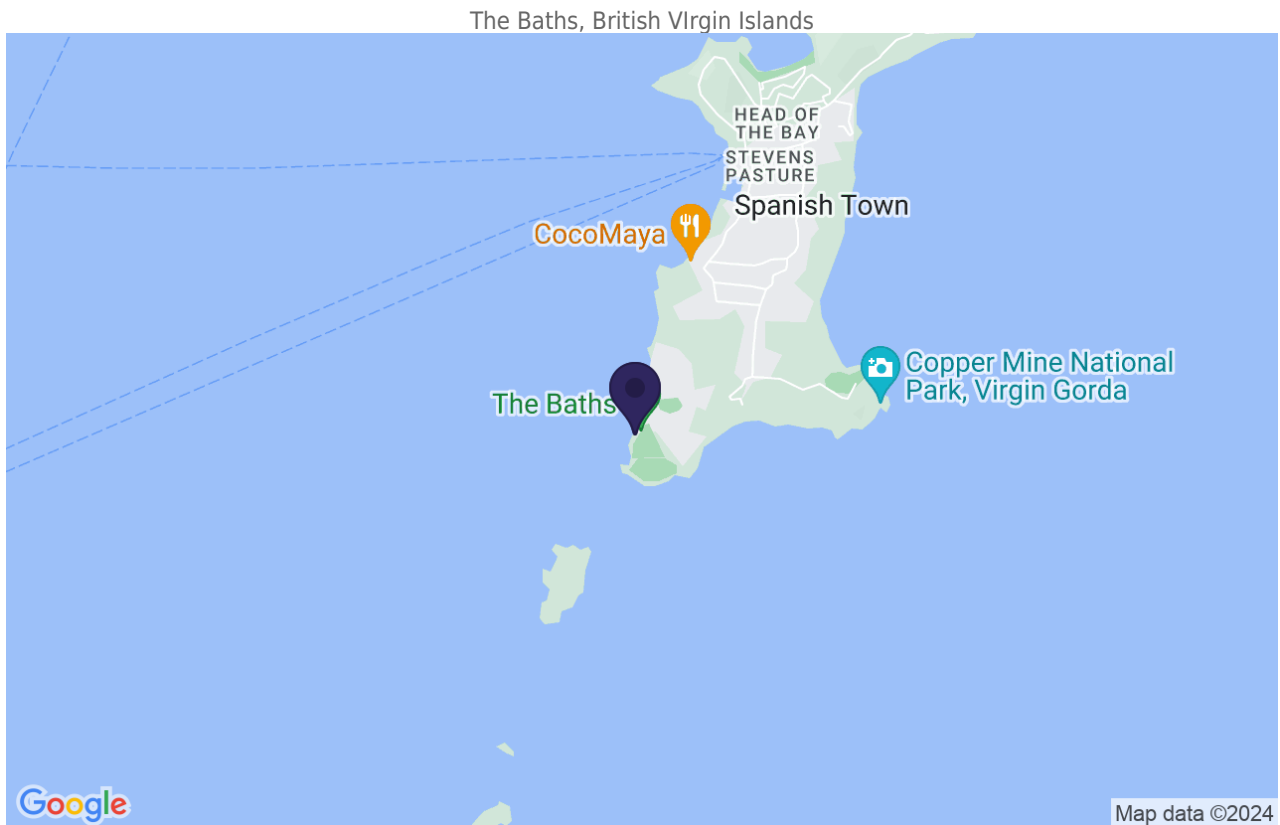 The Baths, British VIrgin Islands
HEAD OF
THE BAY
STEVENS
PASTURE
Spanish Town
CocoMaya
Copper Mine National
Park, Virgin Gorda
The Baths
Google
Map data ©2024